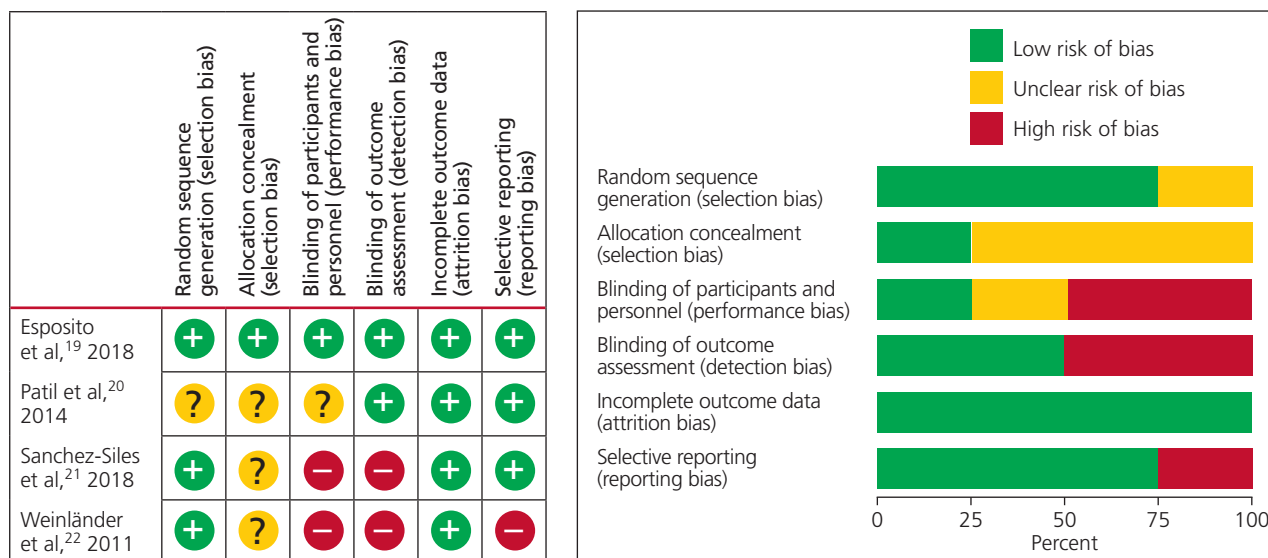 Random sequence
generation (selection bias)
Allocation concealment
(selection bias)
Blinding of participants and
personnel (performance bias)
Blinding of outcome
assessment (detection bias)
Incomplete outcome data
(attrition bias)
Selective reporting
(reporting bias)
Esposito
et al,19 2018
+ + + + + +
Patil et al,20
2014
? ? ? + + +
Sanchez-Siles
et al,21 2018
+ ? − − + +
Weinländer
et al,22 2011
+ ? − − + −
Low risk of bias
Unclear risk of bias
High risk of bias
Random sequence
generation (selection bias)
Allocation concealment
(selection bias)
Blinding of participants and
personnel (performance bias)
Blinding of outcome
assessment (detection bias)
Incomplete outcome data
(attrition bias)
Selective reporting
(reporting bias)
0 25 50 75 100
Percent